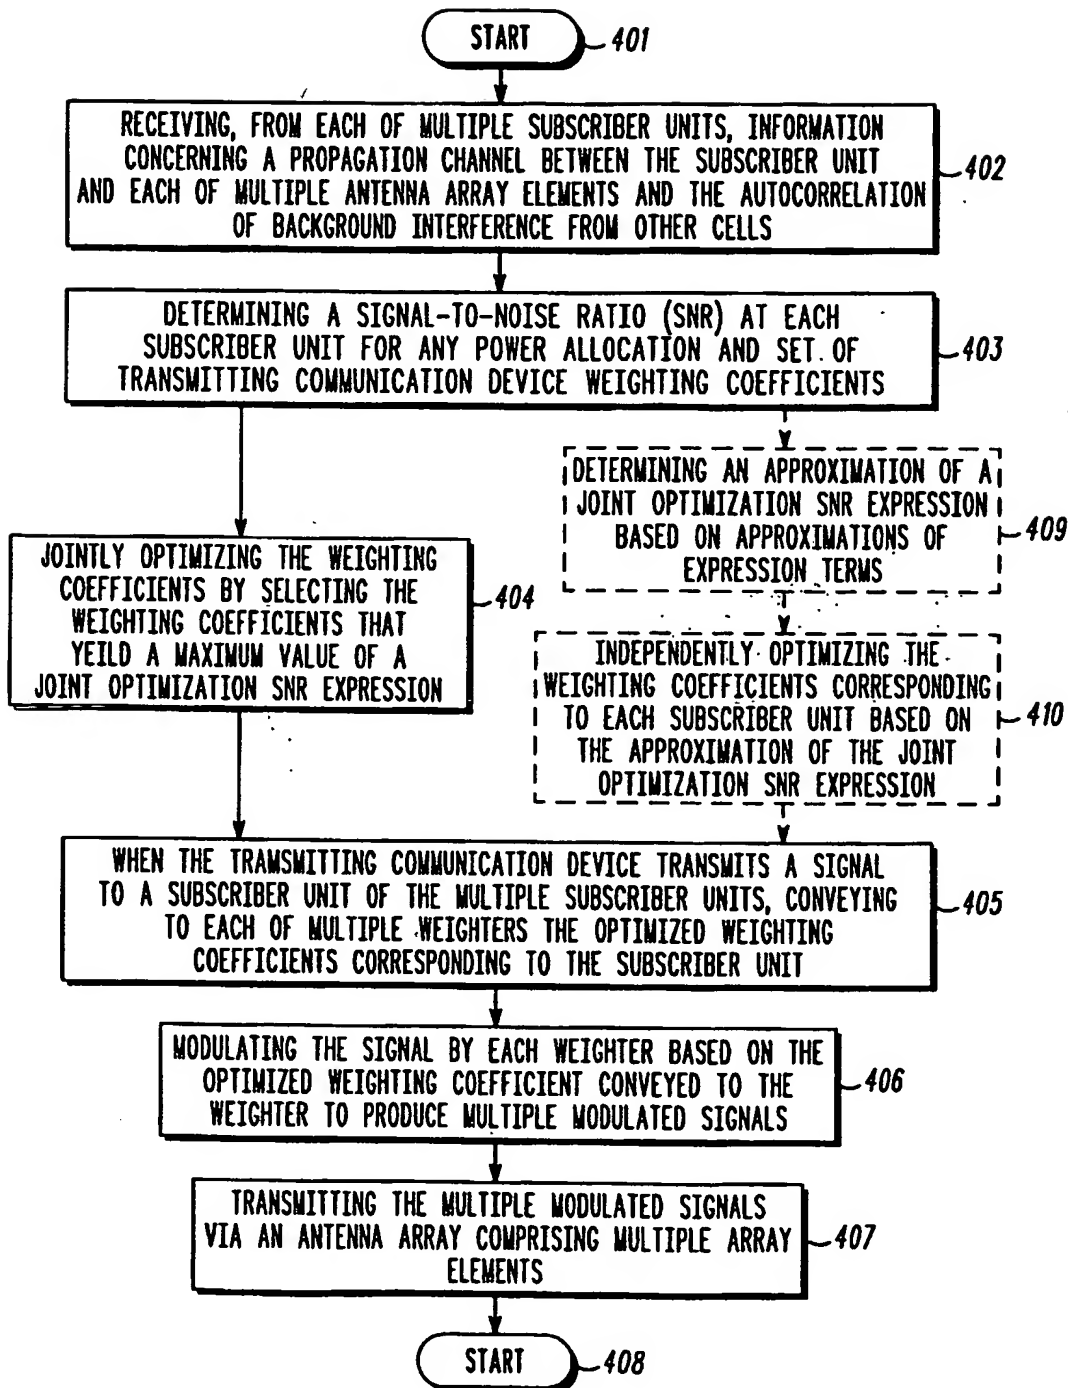 START
401
RECEIVING, FROM EACH OF MULTIPLE SUBSCRIBER UNITS, INFORMATION
CONCERNING A PROPAGATION CHANNEL BETWEEN THE SUBSCRIBER UNIT
AND EACH OF MULTIPLE ANTENNA ARRAY ELEMENTS AND THE AUTOCORRELATION
OF BACKGROUND INTERFERENCE FROM OTHER CELLS
402
DETERMINING A SIGNAL-TO-NOISE RATIO (SNR) AT EACH
SUBSCRIBER UNIT FOR ANY POWER ALLOCATION AND SET OF
TRANSMITTING COMMUNICATION DEVICE WEIGHTING COEFFICIENTS
403
JOINTLY OPTIMIZING THE WEIGHTING
COEFFICIENTS BY SELECTING THE
WEIGHTING COEFFICIENTS THAT
YEILD A MAXIMUM VALUE OF A
JOINT OPTIMIZATION SNR EXPRESSION
404
DETERMINING AN APPROXIMATION OF A
JOINT OPTIMIZATION SNR EXPRESSION
BASED ON APPROXIMATIONS OF
EXPRESSION TERMS
409
INDEPENDENTLY OPTIMIZING THE
WEIGHTING COEFFICIENTS CORRESPONDING
TO EACH SUBSCRIBER UNIT BASED ON
THE APPROXIMATION OF THE JOINT
OPTIMIZATION SNR EXPRESSION
410
WHEN THE TRAMSMITTING COMMUNICATION DEVICE TRANSMITS A SIGNAL
TO A SUBSCRIBER UNIT OF THE MULTIPLE SUBSCRIBER UNITS, CONVEYING
TO EACH OF MULTIPLE WEIGHTERS THE OPTIMIZED WEIGHTING
COEFFICIENTS CORRESPONDING TO THE SUBSCRIBER UNIT
405
MODULATING THE SIGNAL BY EACH WEIGHTER BASED ON THE
OPTIMIZED WEIGHTING COEFFICIENT CONVEYED TO THE
WEIGHTER TO PRODUCE MULTIPLE MODULATED SIGNALS
406
TRANSMITTING THE MULTIPLE MODULATED SIGNALS
VIA AN ANTENNA ARRAY COMPRISING MULTIPLE ARRAY
ELEMENTS
407
START
408